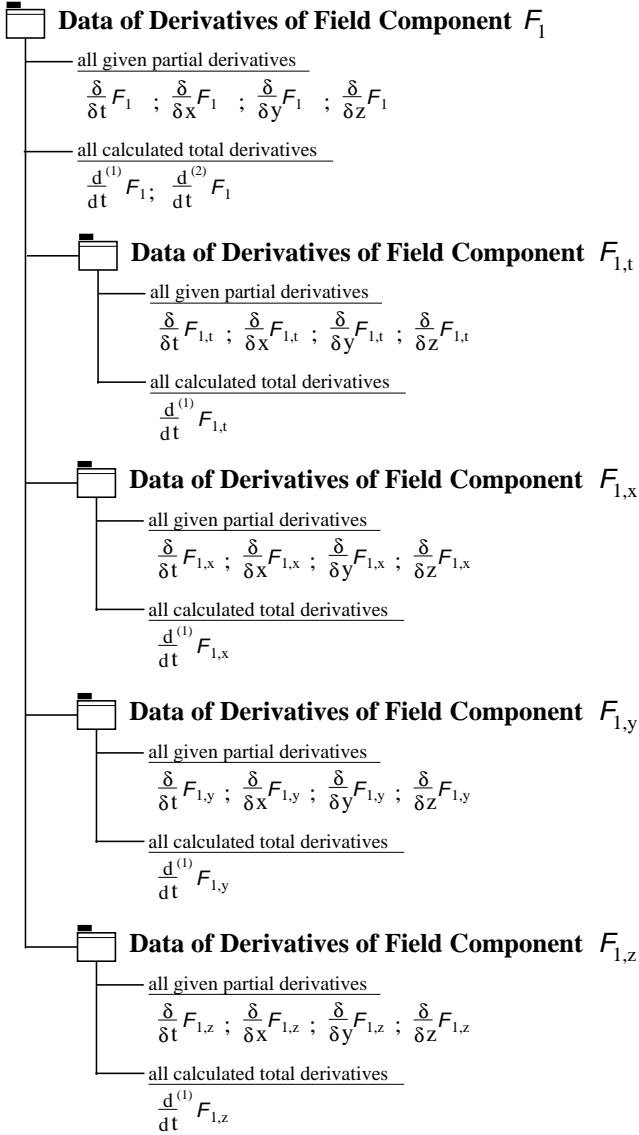 Data of Derivatives of Field Component F₁
all given partial derivatives
δ/δt F₁ ; δ/δx F₁ ; δ/δy F₁ ; δ/δz F₁
all calculated total derivatives
d/dt⁽¹⁾ F₁; d/dt⁽²⁾ F₁
Data of Derivatives of Field Component F₁,t
all given partial derivatives
δ/δt F₁,t ; δ/δx F₁,t ; δ/δy F₁,t ; δ/δz F₁,t
all calculated total derivatives
d/dt⁽¹⁾ F₁,t
Data of Derivatives of Field Component F₁,x
all given partial derivatives
δ/δt F₁,x ; δ/δx F₁,x ; δ/δy F₁,x ; δ/δz F₁,x
all calculated total derivatives
d/dt⁽¹⁾ F₁,x
Data of Derivatives of Field Component F₁,y
all given partial derivatives
δ/δt F₁,y ; δ/δx F₁,y ; δ/δy F₁,y ; δ/δz F₁,y
all calculated total derivatives
d/dt⁽¹⁾ F₁,y
Data of Derivatives of Field Component F₁,z
all given partial derivatives
δ/δt F₁,z ; δ/δx F₁,z ; δ/δy F₁,z ; δ/δz F₁,z
all calculated total derivatives
d/dt⁽¹⁾ F₁,z